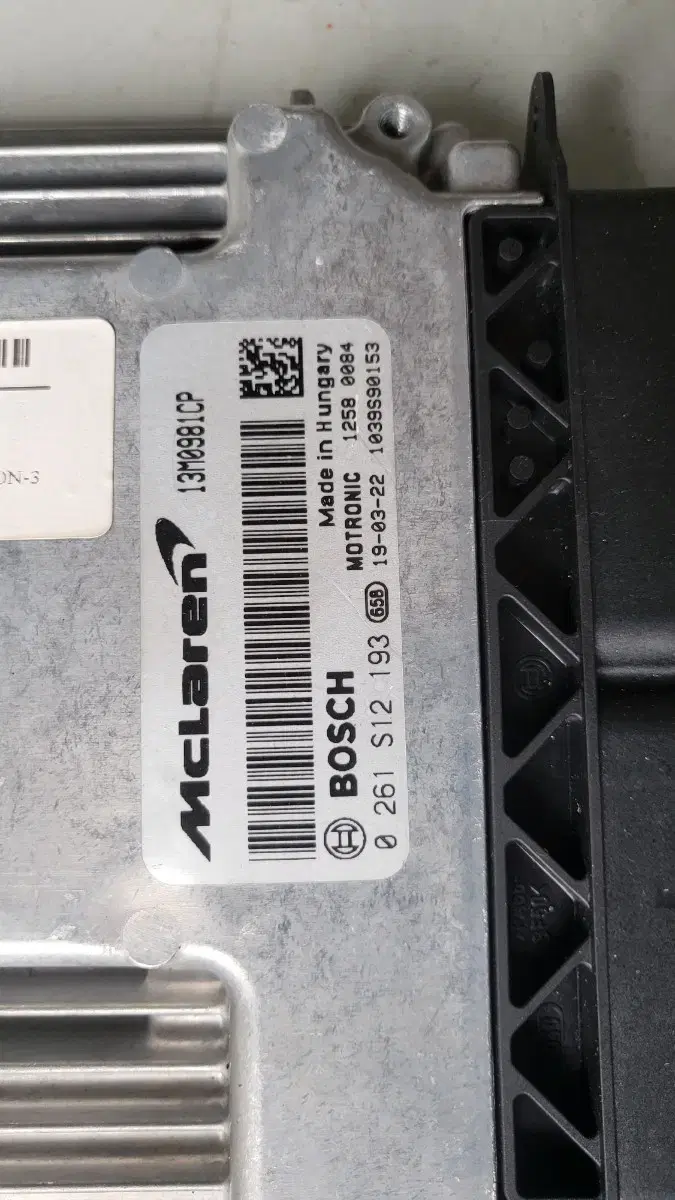 McLaren 13M0981CP
Made in Hungary
BOSCH MOTRONIC 1258 0084
0 261 S12 193 658 19-03-22 1039S90153
ON-3